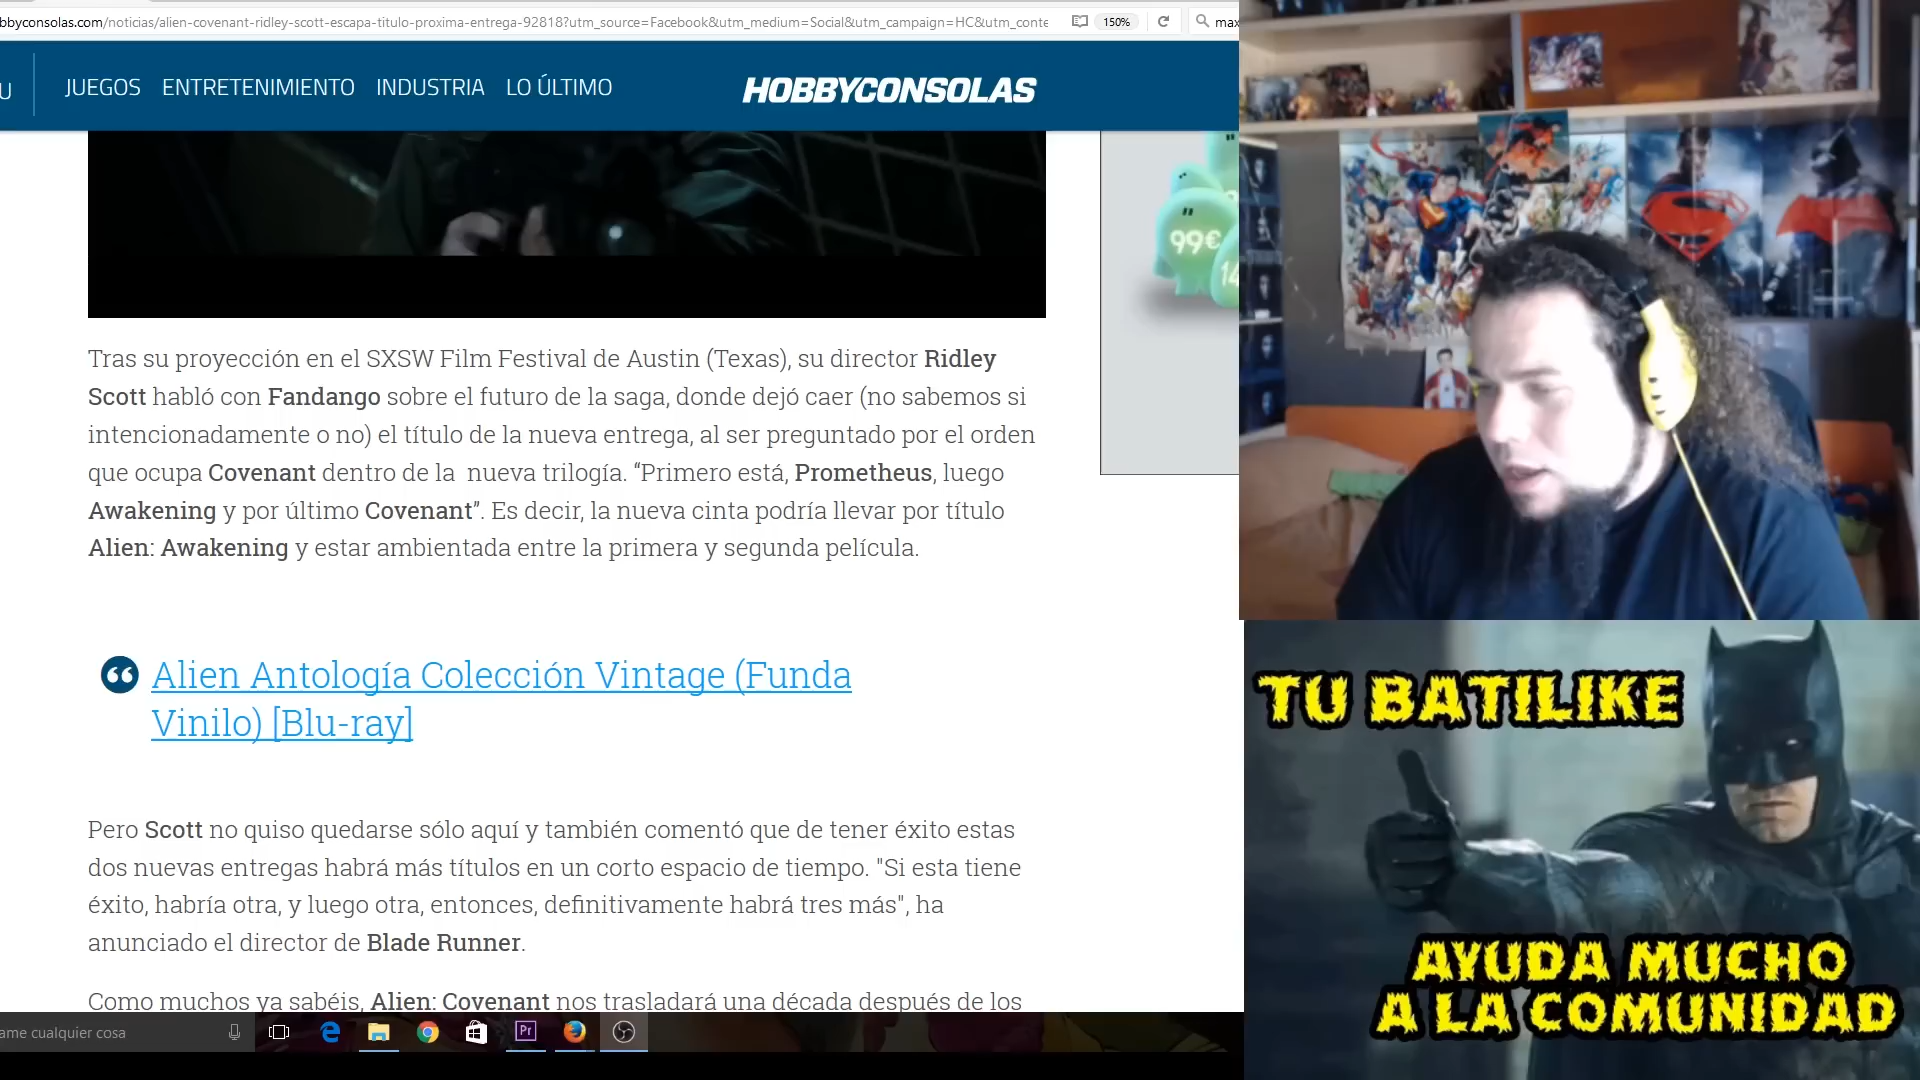 bbyconsolas.com/noticias/alien-covenant-ridley-scott-escapa-titulo-proxima-entrega-92818?utm_source=Facebook&utm_medium=Social&utm_campaign=HC&utm_conte
150%
max
U
JUEGOS ENTRETENIMIENTO INDUSTRIA LO ÚLTIMO
HOBBYCONSOLAS
99€
14
Tras su proyección en el SXSW Film Festival de Austin (Texas), su director Ridley
Scott habló con Fandango sobre el futuro de la saga, donde dejó caer (no sabemos si
intencionadamente o no) el título de la nueva entrega, al ser preguntado por el orden
que ocupa Covenant dentro de la nueva trilogía. “Primero está, Prometheus, luego
Awakening y por último Covenant”. Es decir, la nueva cinta podría llevar por título
Alien: Awakening y estar ambientada entre la primera y segunda película.
Alien Antología Colección Vintage (Funda
Vinilo) [Blu-ray]
Pero Scott no quiso quedarse sólo aquí y también comentó que de tener éxito estas
dos nuevas entregas habrá más títulos en un corto espacio de tiempo. "Si esta tiene
éxito, habría otra, y luego otra, entonces, definitivamente habrá tres más", ha
anunciado el director de Blade Runner.
Como muchos ya sabéis, Alien: Covenant nos trasladará una década después de los
ame cualquier cosa
Pr
TU BATILIKE
AYUDA MUCHO
A LA COMUNIDAD